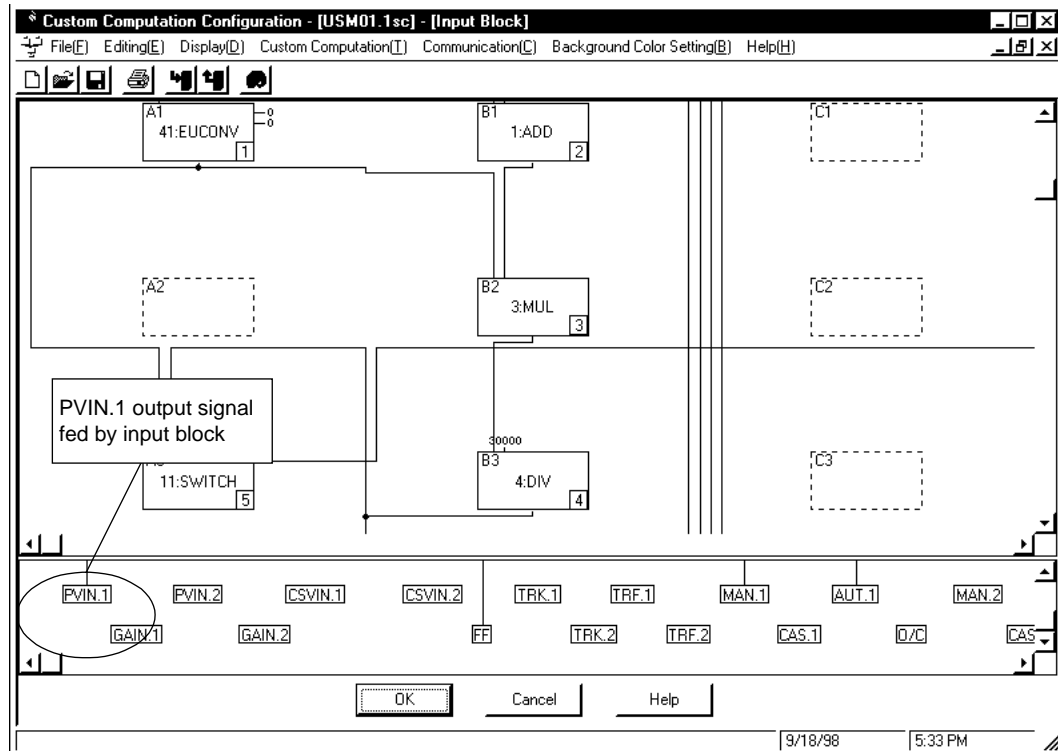 Custom Computation Configuration - [USM01.1sc] - [Input Block]
File(F) Editing(E) Display(D) Custom Computation(T) Communication(C) Background Color Setting(B) Help(H)
A1
41:EUCONV
0
0
1
B1
1:ADD
2
C1
A2
B2
3:MUL
3
C2
PVIN.1 output signal
fed by input block
11:SWITCH
5
30000
B3
4:DIV
4
C3
PVIN.1 PVIN.2 CSVIN.1 CSVIN.2 TRK.1 TRF.1 MAN.1 AUT.1 MAN.2
GAIN.1 GAIN.2 FF TRK.2 TRF.2 CAS.1 O/C CAS
OK Cancel Help
9/18/98 5:33 PM